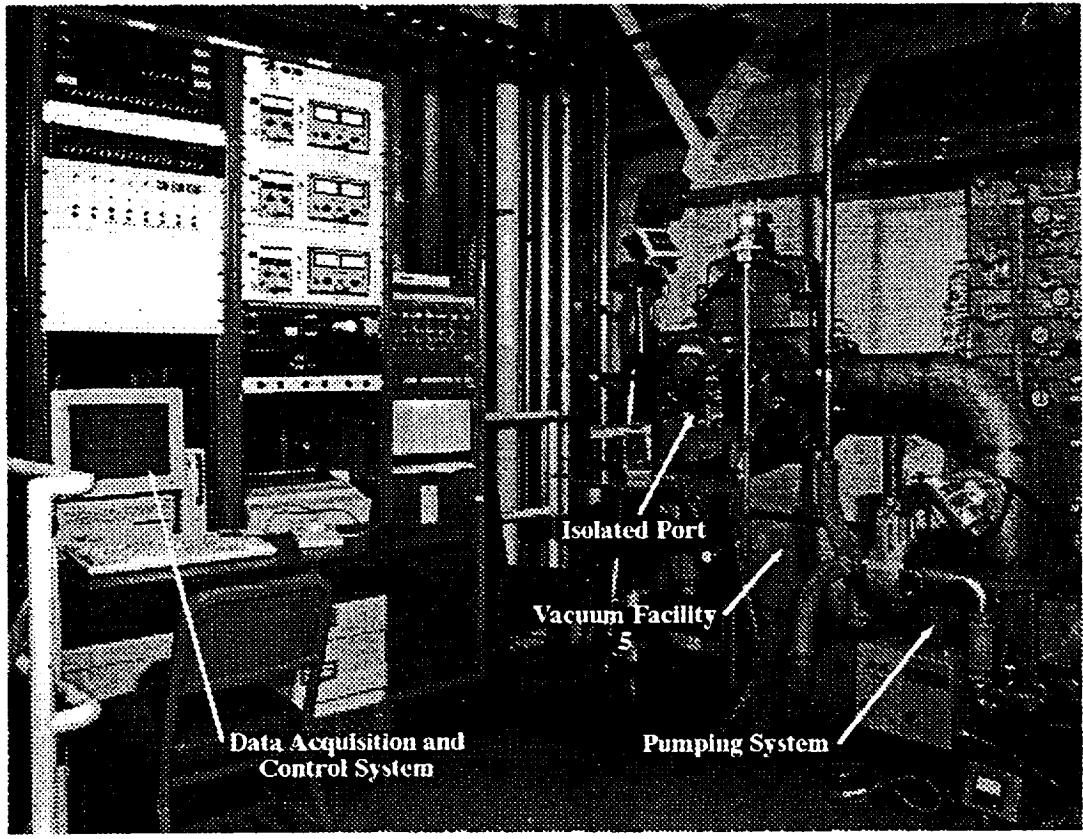 Isolated Port
Vacuum Facility
5
Data Acquisition and
Control System
Pumping System